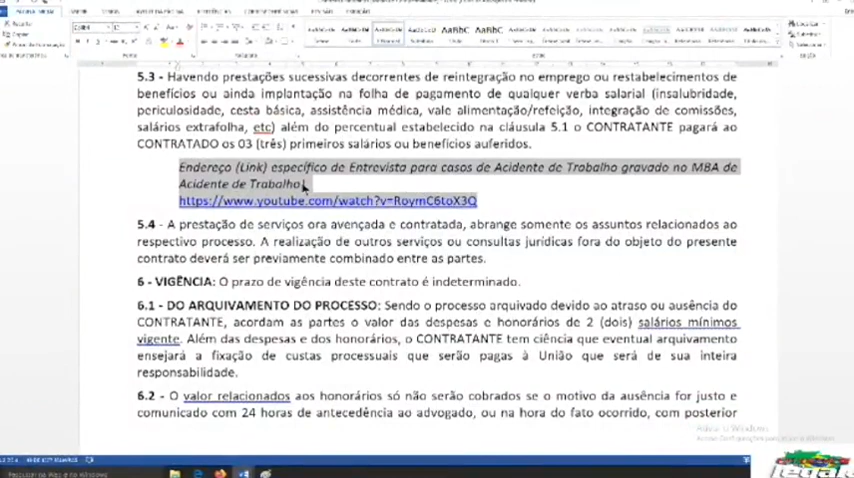 5.3 - Havendo prestações sucessivas decorrentes de reintegração no emprego ou restabelecimentos de
benefícios ou ainda implantação na folha de pagamento de qualquer verba salarial (insalubridade,
periculosidade, cesta básica, assistência médica, vale alimentação/refeição, integração de comissões,
salários extrafolha, etc) além do percentual estabelecido na cláusula 5.1 o CONTRATANTE pagará ao
CONTRATADO os 03 (três) primeiros salários ou benefícios auferidos.
Endereço (Link) específico de Entrevista para casos de Acidente de Trabalho gravado no MBA de
Acidente de Trabalho
https://www.youtube.com/watch?v=RoymC6toX3Q
5.4 - A prestação de serviços ora avençada e contratada, abrange somente os assuntos relacionados ao
respectivo processo. A realização de outros serviços ou consultas jurídicas fora do objeto do presente
contrato deverá ser previamente combinado entre as partes.
6 - VIGÊNCIA: O prazo de vigência deste contrato é indeterminado.
6.1 - DO ARQUIVAMENTO DO PROCESSO: Sendo o processo arquivado devido ao atraso ou ausência do
CONTRATANTE, acordam as partes o valor das despesas e honorários de 2 (dois) salários mínimos
vigente. Além das despesas e dos honorários, o CONTRATANTE tem ciência que eventual arquivamento
ensejará a fixação de custas processuais que serão pagas à União que será de sua inteira
responsabilidade.
6.2 - O valor relacionados aos honorários só não serão cobrados se o motivo da ausência for justo e
comunicado com 24 horas de antecedência ao advogado, ou na hora do fato ocorrido, com posterior
Ativar o Windows
Pesquisar na Web e no Windows